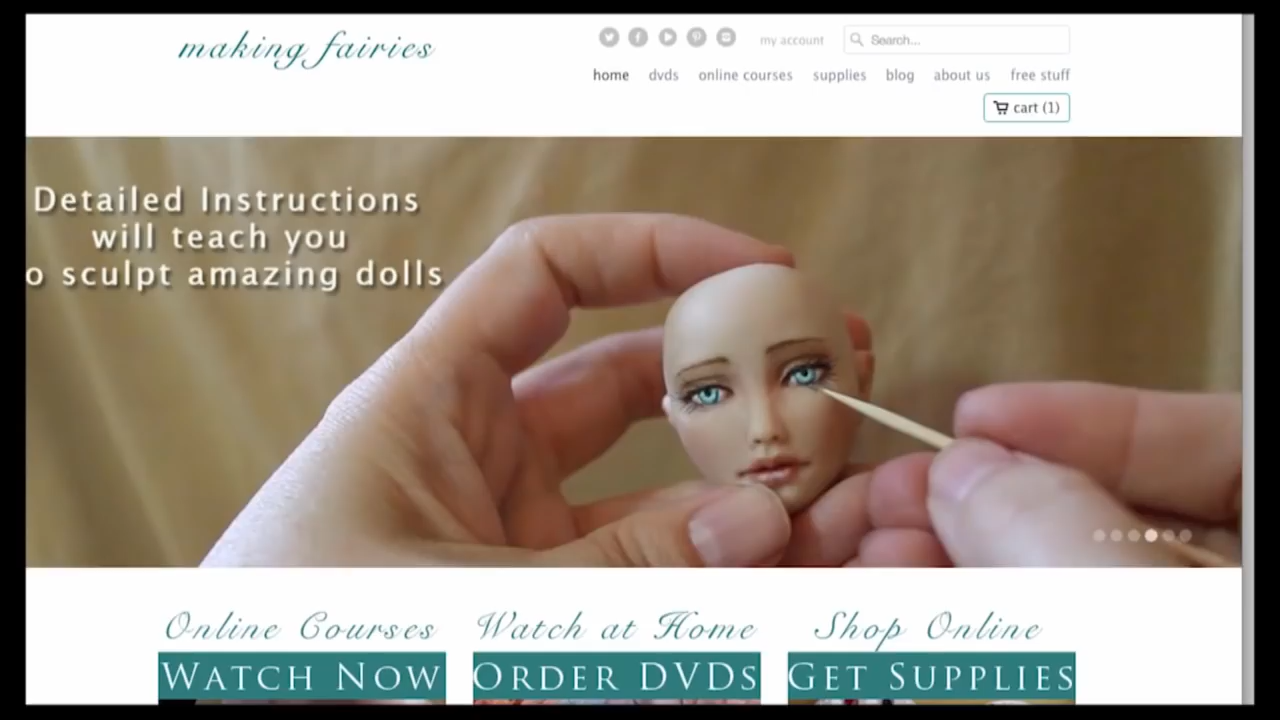 making fairies
my account
Search...
home dvds online courses supplies blog about us free stuff
cart (1)
Detailed Instructions
will teach you
o sculpt amazing dolls
Online Courses Watch at Home Shop Online
WATCH NOW ORDER DVDS GET SUPPLIES